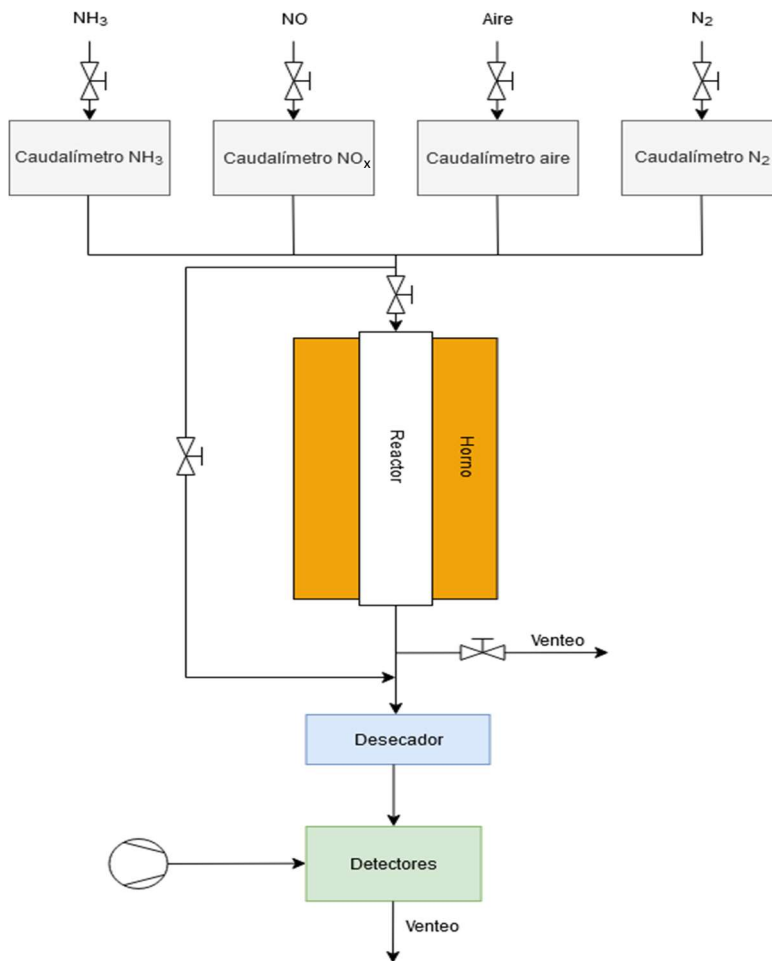 NH₃
NO
Aire
N₂
Caudalímetro NH₃
Caudalímetro NOₓ
Caudalímetro aire
Caudalímetro N₂
Reactor
Horno
Venteo
Desecador
Detectores
Venteo